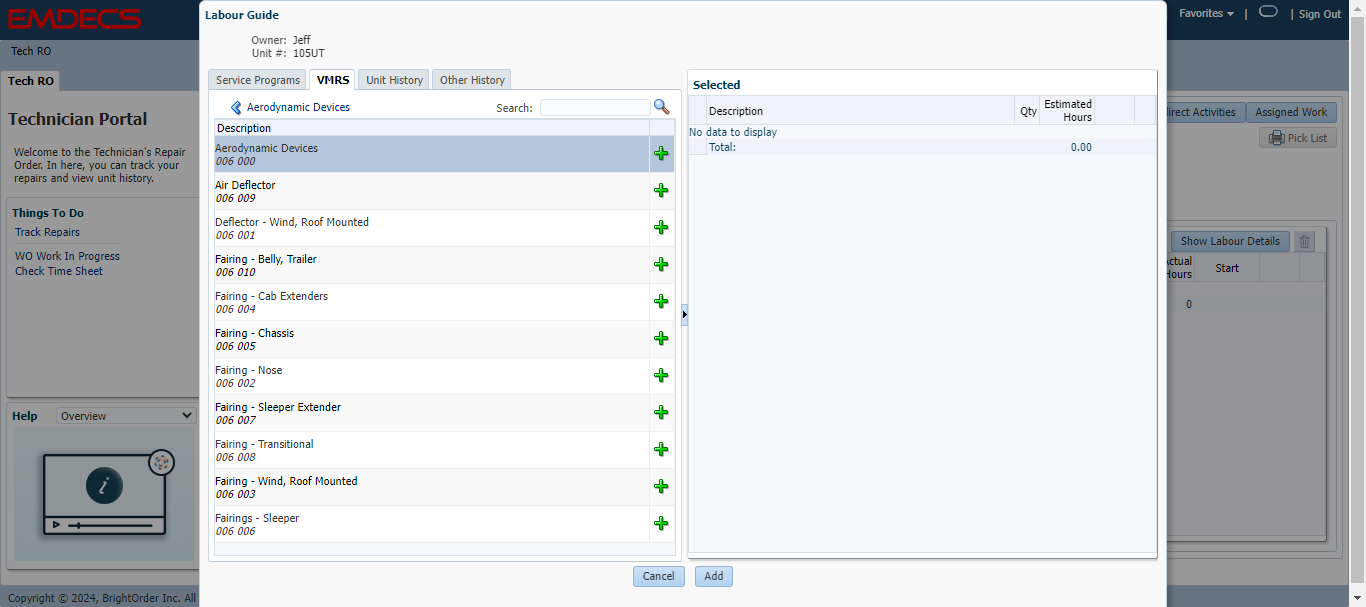 EMDECS
Labour Guide
Favorites | | Sign Out
Owner: Jeff
Unit #: 105UT
Tech RO
Tech RO
Technician Portal
Welcome to the Technician's Repair
Order. In here, you can track your
repairs and view unit history.
Things To Do
Track Repairs
WO Work In Progress
Check Time Sheet
Help Overview
i
Copyright © 2024, BrightOrder Inc. All
Service Programs VMRS Unit History Other History
Aerodynamic Devices Search:
Description
Aerodynamic Devices
006 000
Air Deflector
006 009
Deflector - Wind, Roof Mounted
006 001
Fairing - Belly, Trailer
006 010
Fairing - Cab Extenders
006 004
Fairing - Chassis
006 005
Fairing - Nose
006 002
Fairing - Sleeper Extender
006 007
Fairing - Transitional
006 008
Fairing - Wind, Roof Mounted
006 003
Fairings - Sleeper
006 006
Selected
Description Qty Estimated
Hours
No data to display
Total: 0.00
Cancel Add
direct Activities Assigned Work
Pick List
Show Labour Details
ctual
Hours Start
0